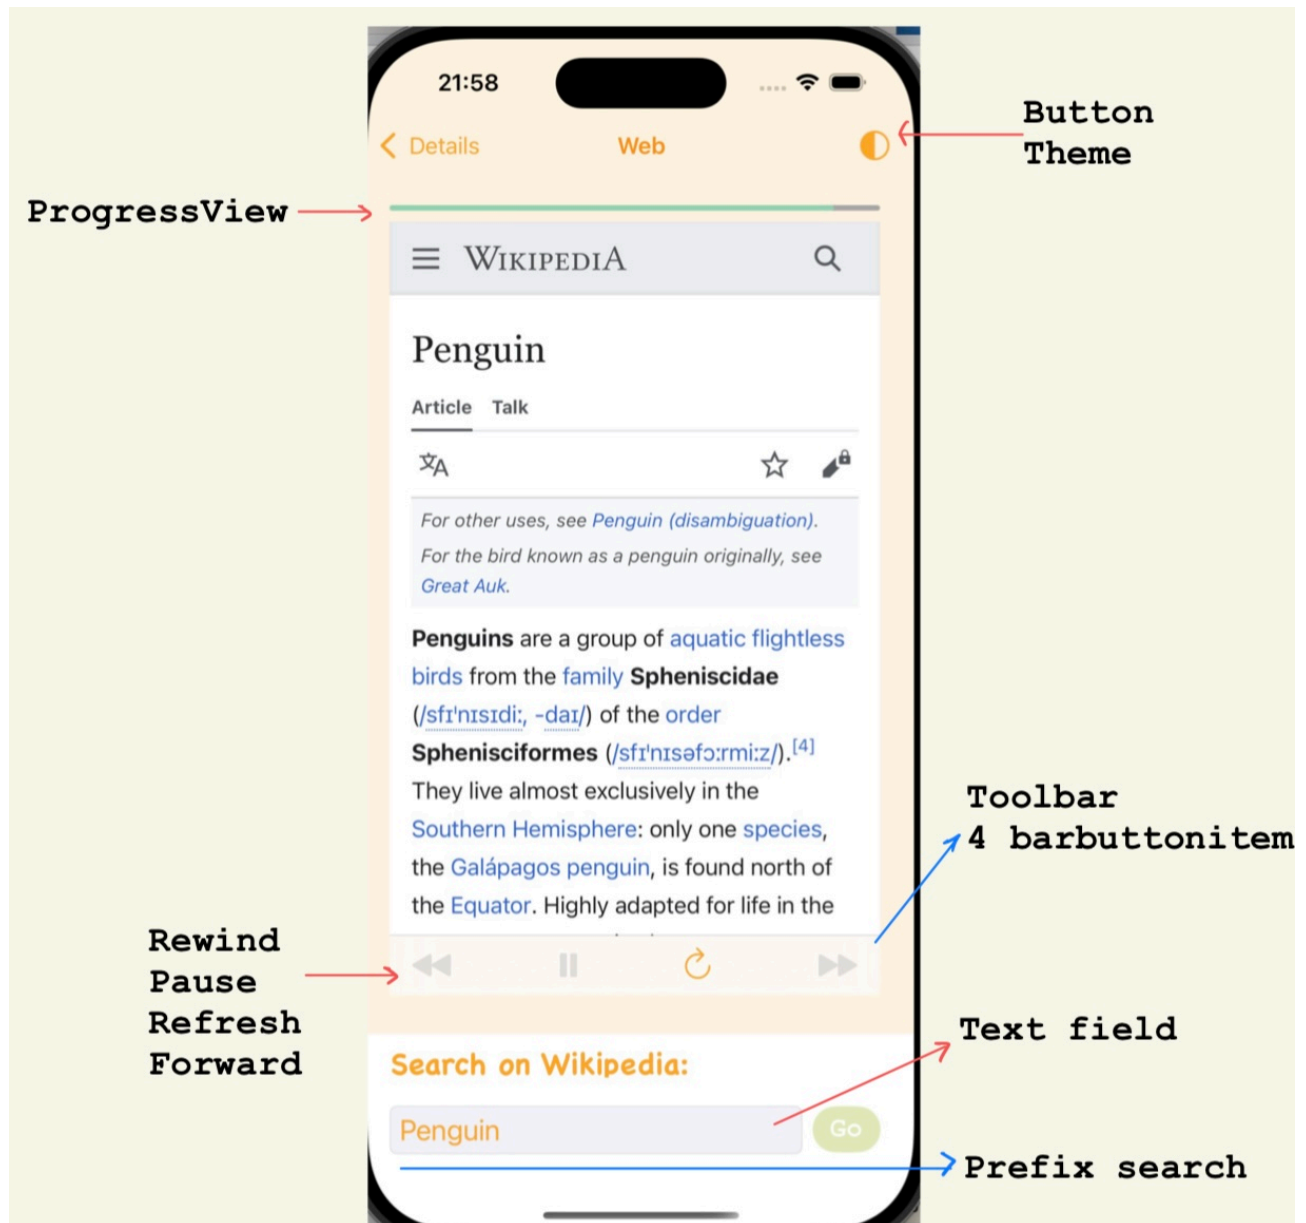 21:58
Details
Web
Button
Theme
ProgressView
WIKIPEDIA
Penguin
Article Talk
文A
For other uses, see Penguin (disambiguation).
For the bird known as a penguin originally, see
Great Auk.
Penguins are a group of aquatic flightless
birds from the family Spheniscidae
(/sfɪˈnɪsɪdiː, -daɪ/) of the order
Sphenisciformes (/sfɪˈnɪsəfɔːrmiːz/).[4]
They live almost exclusively in the
Southern Hemisphere: only one species,
the Galápagos penguin, is found north of
the Equator. Highly adapted for life in the
Toolbar
4 barbuttonitem
Rewind
Pause
Refresh
Forward
Text field
Search on Wikipedia:
Penguin
Go
Prefix search